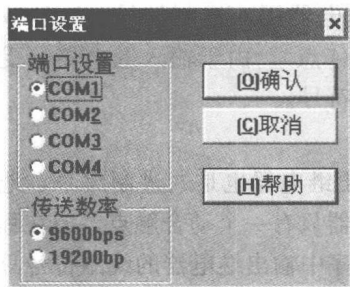 端口设置
端口设置
COM1
COM2
COM3
COM4
传送数率
9600bps
19200bp
[O]确认
[C]取消
[H]帮助